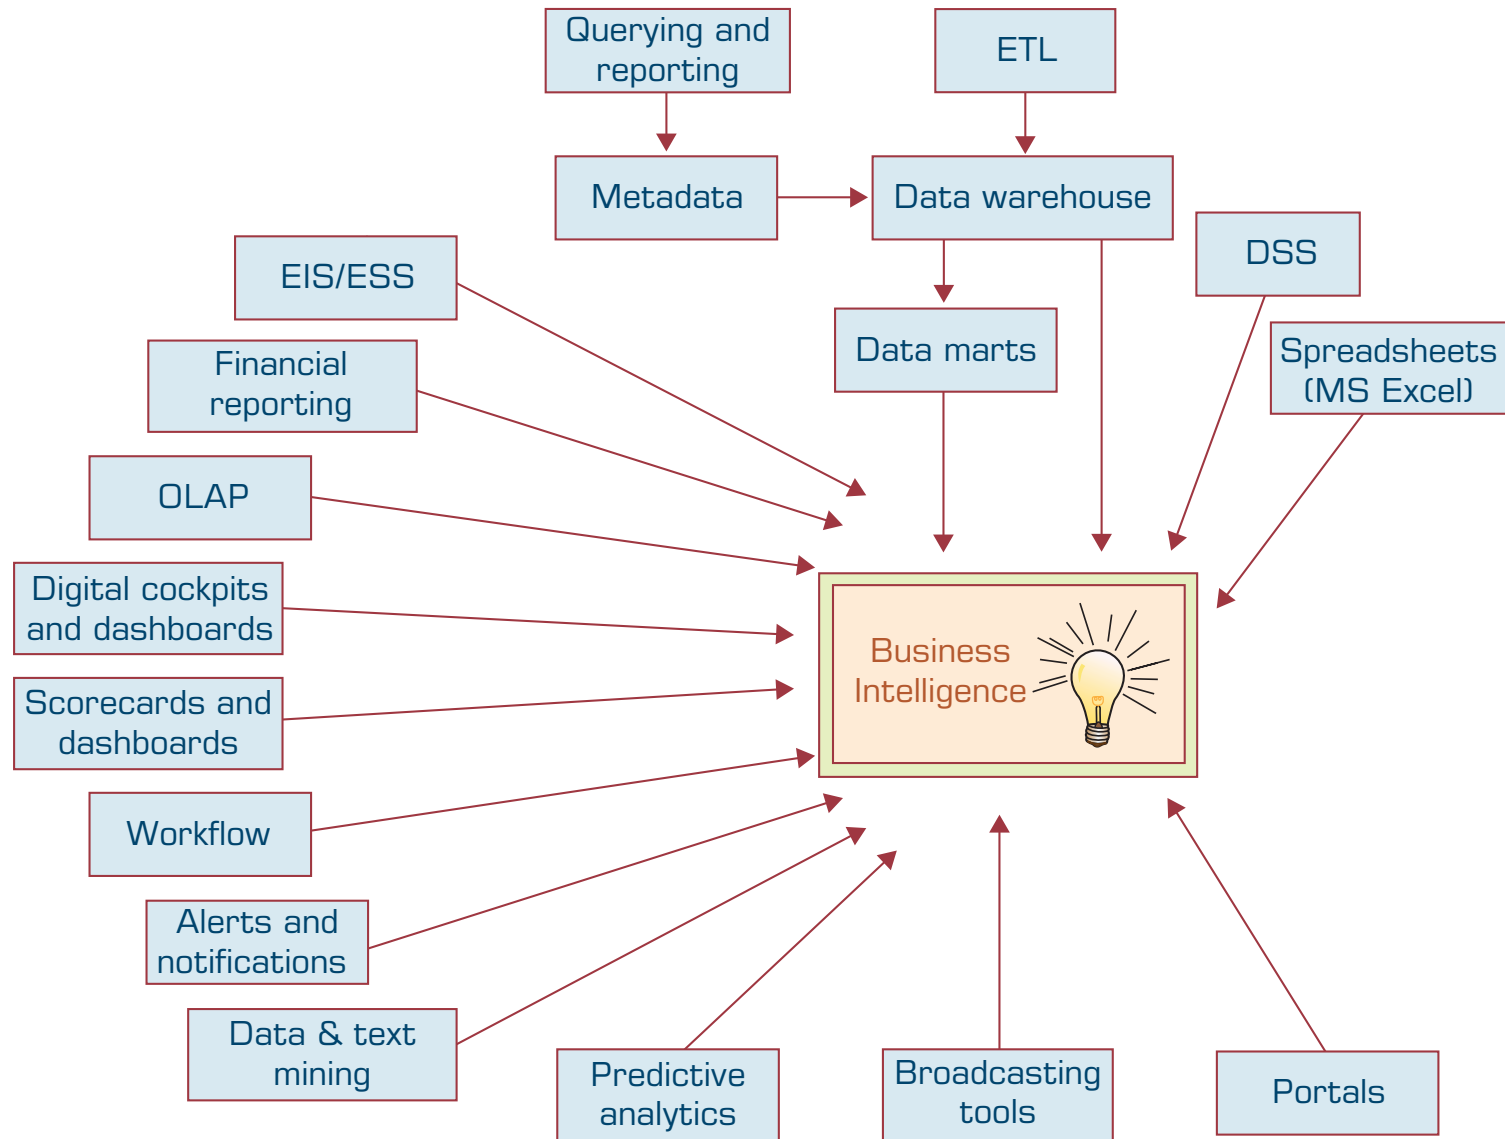 Querying and
reporting
ETL
Metadata
Data warehouse
DSS
EIS/ESS
Data marts
Spreadsheets
(MS Excel)
Financial
reporting
OLAP
Digital cockpits
and dashboards
Business
Intelligence
Scorecards and
dashboards
Workflow
Alerts and
notifications
Data & text
mining
Predictive
analytics
Broadcasting
tools
Portals